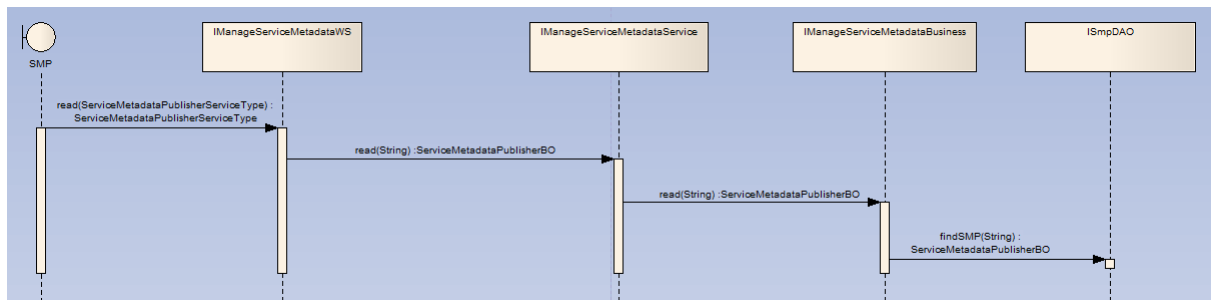 IManageServiceMetadataWS
IManageServiceMetadataService
IManageServiceMetadataBusiness
ISmpDAO
SMP
read(ServiceMetadataPublisherServiceType) :
ServiceMetadataPublisherServiceType
read(String) :ServiceMetadataPublisherBO
read(String) :ServiceMetadataPublisherBO
findSMP(String) :
ServiceMetadataPublisherBO